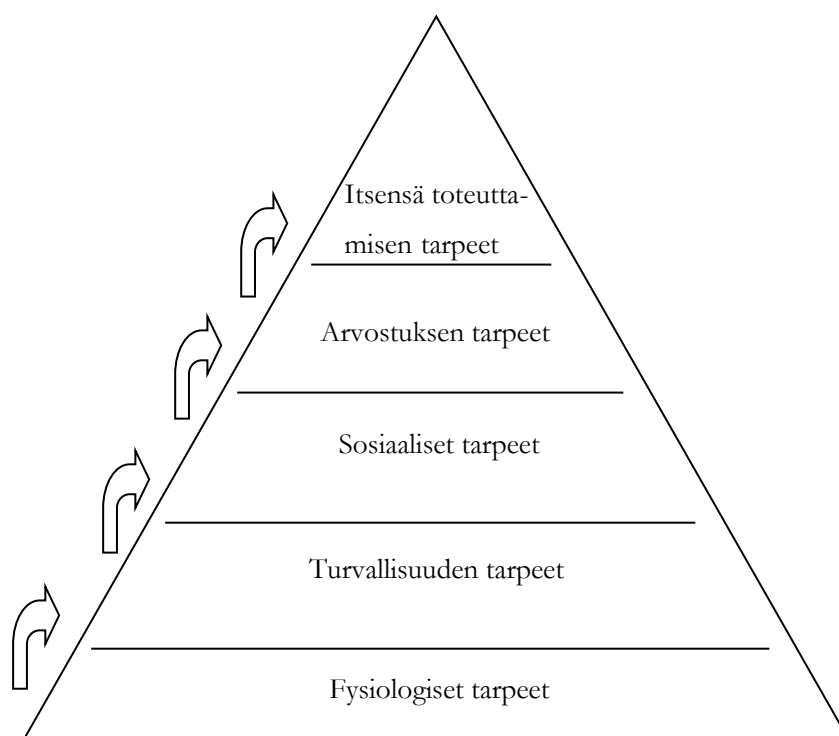 Itsensä toteutta-
misen tarpeet
Arvostuksen tarpeet
Sosiaaliset tarpeet
Turvallisuuden tarpeet
Fysiologiset tarpeet